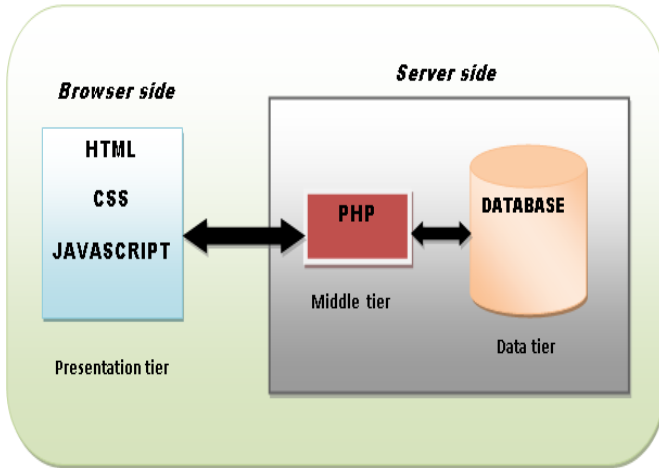 Browser side
Server side
HTML
CSS
JAVASCRIPT
PHP
DATABASE
Middle tier
Data tier
Presentation tier